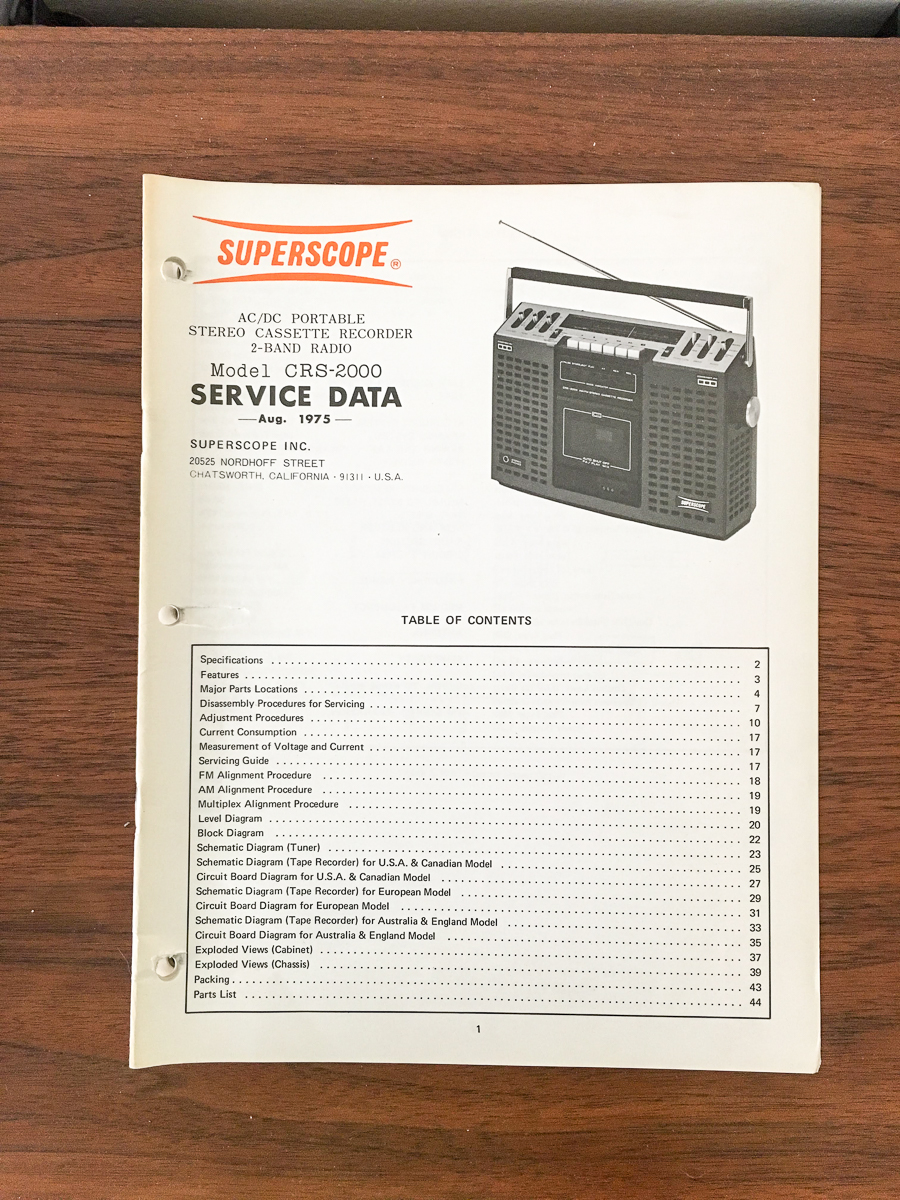 SUPERSCOPE®
AC/DC PORTABLE
STEREO CASSETTE RECORDER
2-BAND RADIO
Model CRS-2000
SERVICE DATA
Aug. 1975
SUPERSCOPE INC.
20525 NORDHOFF STREET
CHATSWORTH, CALIFORNIA · 91311 · U.S.A.
SUPERSCOPE
TABLE OF CONTENTS
Specifications 2
Features 3
Major Parts Locations 4
Disassembly Procedures for Servicing 7
Adjustment Procedures 10
Current Consumption 17
Measurement of Voltage and Current 17
Servicing Guide 17
FM Alignment Procedure 18
AM Alignment Procedure 19
Multiplex Alignment Procedure 19
Level Diagram 20
Block Diagram 22
Schematic Diagram (Tuner) 23
Schematic Diagram (Tape Recorder) for U.S.A. & Canadian Model 25
Circuit Board Diagram for U.S.A. & Canadian Model 27
Schematic Diagram (Tape Recorder) for European Model 29
Circuit Board Diagram for European Model 31
Schematic Diagram (Tape Recorder) for Australia & England Model 33
Circuit Board Diagram for Australia & England Model 35
Exploded Views (Cabinet) 37
Exploded Views (Chassis) 39
Packing 43
Parts List 44
1